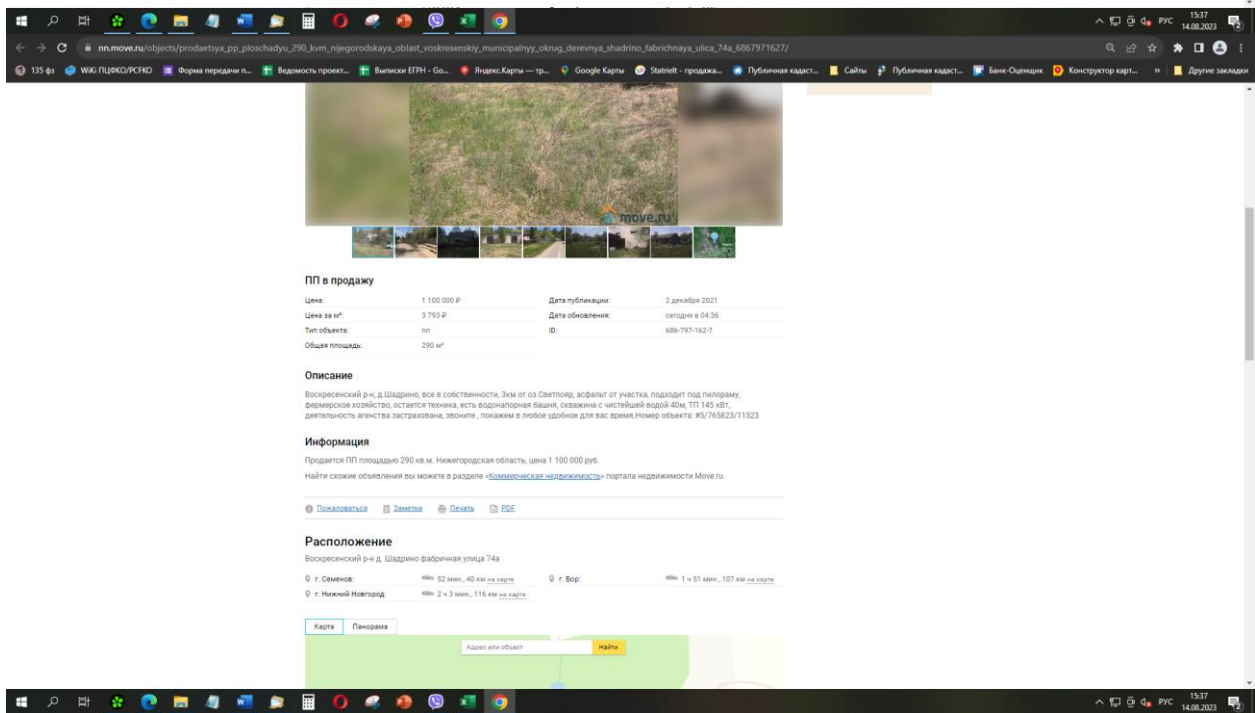 15:37
РУС
14.08.2023
nn.move.ru/objects/prodaetsya_pp_ploschadyu_290_kvm_nijegorodskaya_oblast_voskresenskiy_municipalnyy_okrug_derevnya_shadrino_fabrichnaya_ulica_74a_6867971627/
135 фз WiKi ПЦФКО/РСГКО Форма передачи п... Ведомость проект... Выписки ЕГРН - Go... Яндекс.Карты — тр... Google Карты Statrielt - продажа... Публичная кадаст... Сайты Публичная кадаст... Банк-Оценщик Конструктор карт... » Другие закладки
move.ru
ПП в продажу
Цена: 1 100 000 ₽ Дата публикации: 2 декабря 2021
Цена за м²: 3 793 ₽ Дата обновления: сегодня в 04:36
Тип объекта: пп ID: 686-797-162-7
Общая площадь: 290 м²
Описание
Воскресенский р-н, д.Шадрино, все в собственности, 3км от оз.Светлояр, асфальт от участка, подходит под пилораму,
фермерское хозяйство, остается техника, есть водонапорная башня, скважина с чистейшей водой 40м, ТП 145 кВт,
деятельность агенства застрахована, звоните , покажем в любое удобное для вас время.Номер объекта: #5/765823/11523
Информация
Продается ПП площадью 290 кв.м. Нижегородская область, цена 1 100 000 руб.
Найти схожие объявления вы можете в разделе «Коммерческая недвижимость» портала недвижимости Move.ru.
Пожаловаться Заметка Печать PDF
Расположение
Воскресенский р-н д. Шадрино фабричная улица 74а
г. Семенов: 52 мин., 40 км на карте г. Бор: 1 ч 51 мин., 107 км на карте
г. Нижний Новгород: 2 ч 3 мин., 116 км на карте
Карта Панорама
Адрес или объект Найти
15:37
РУС
14.08.2023